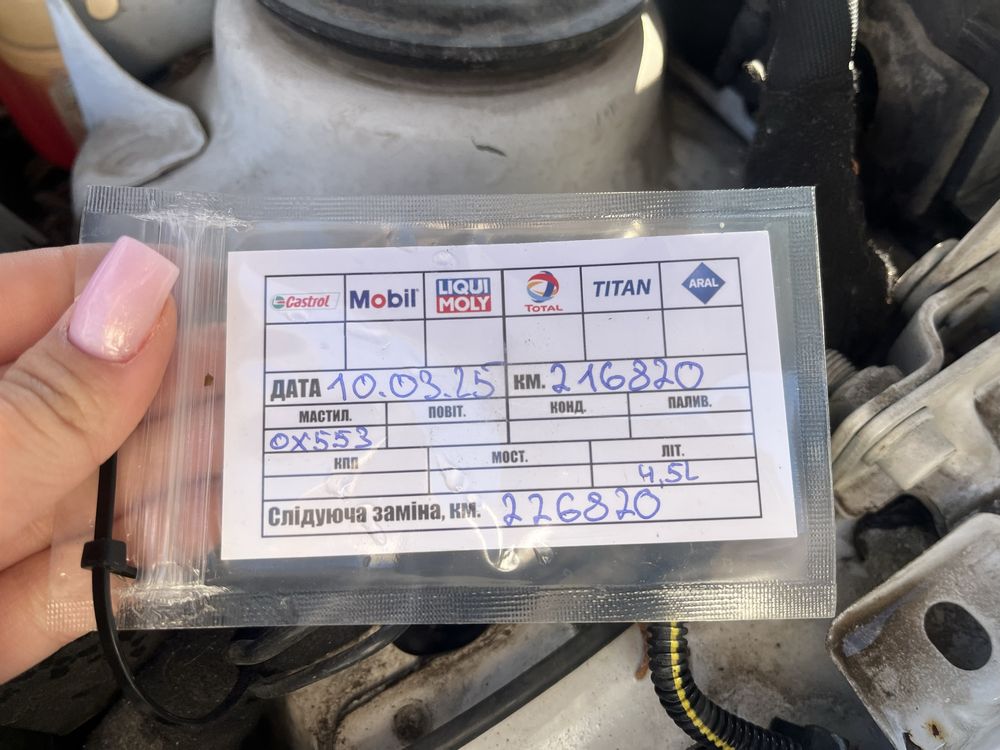 Castrol Mobil LIQUI MOLY TOTAL TITAN ARAL
ДАТА 10.03.25 КМ. 216820
МАСТИЛ. ПОВІТ. КОНД. ПАЛИВ.
OX553
КПП МОСТ. ЛІТ.
4,5L
Слідуюча заміна, км. 226820